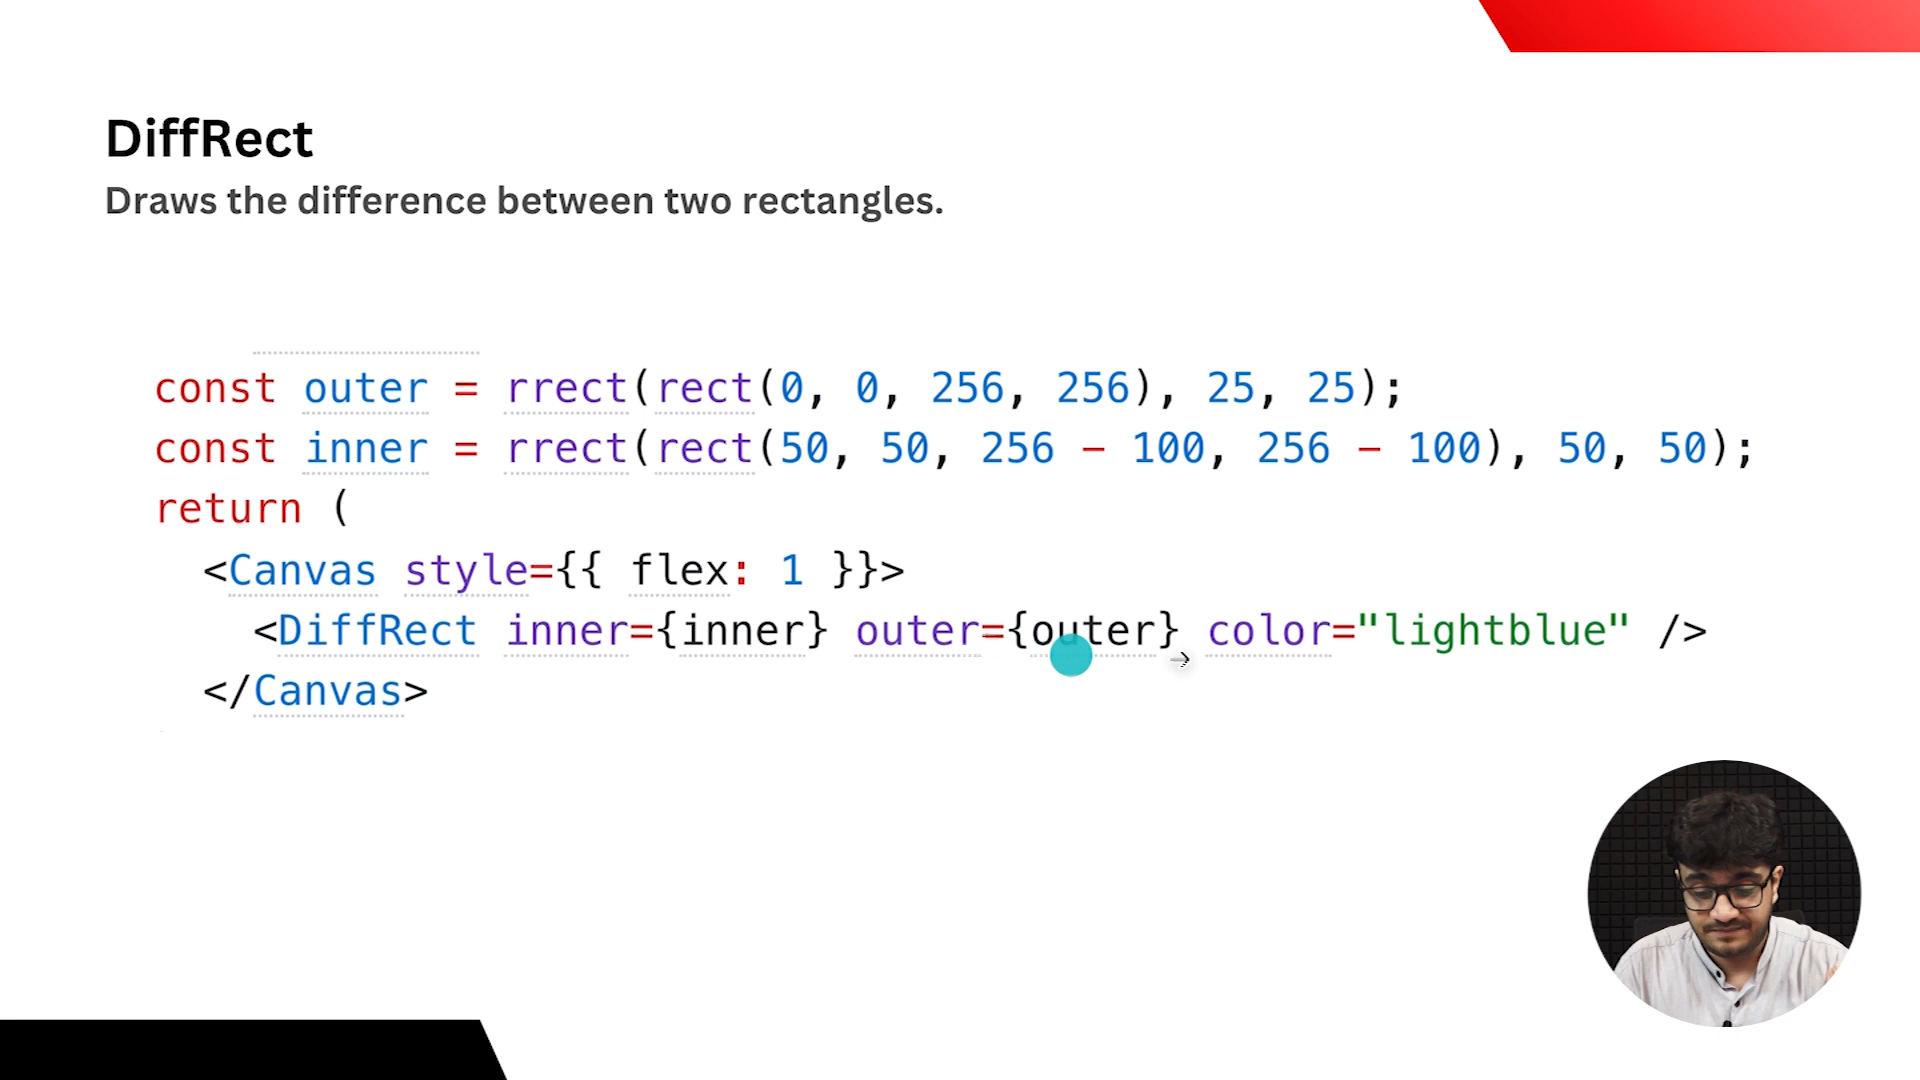 DiffRect
Draws the difference between two rectangles.
const outer = rrect(rect(0, 0, 256, 256), 25, 25);
const inner = rrect(rect(50, 50, 256 - 100, 256 - 100), 50, 50);
return (
<Canvas style={{ flex: 1 }}>
<DiffRect inner={inner} outer={outer} color="lightblue" />
</Canvas>